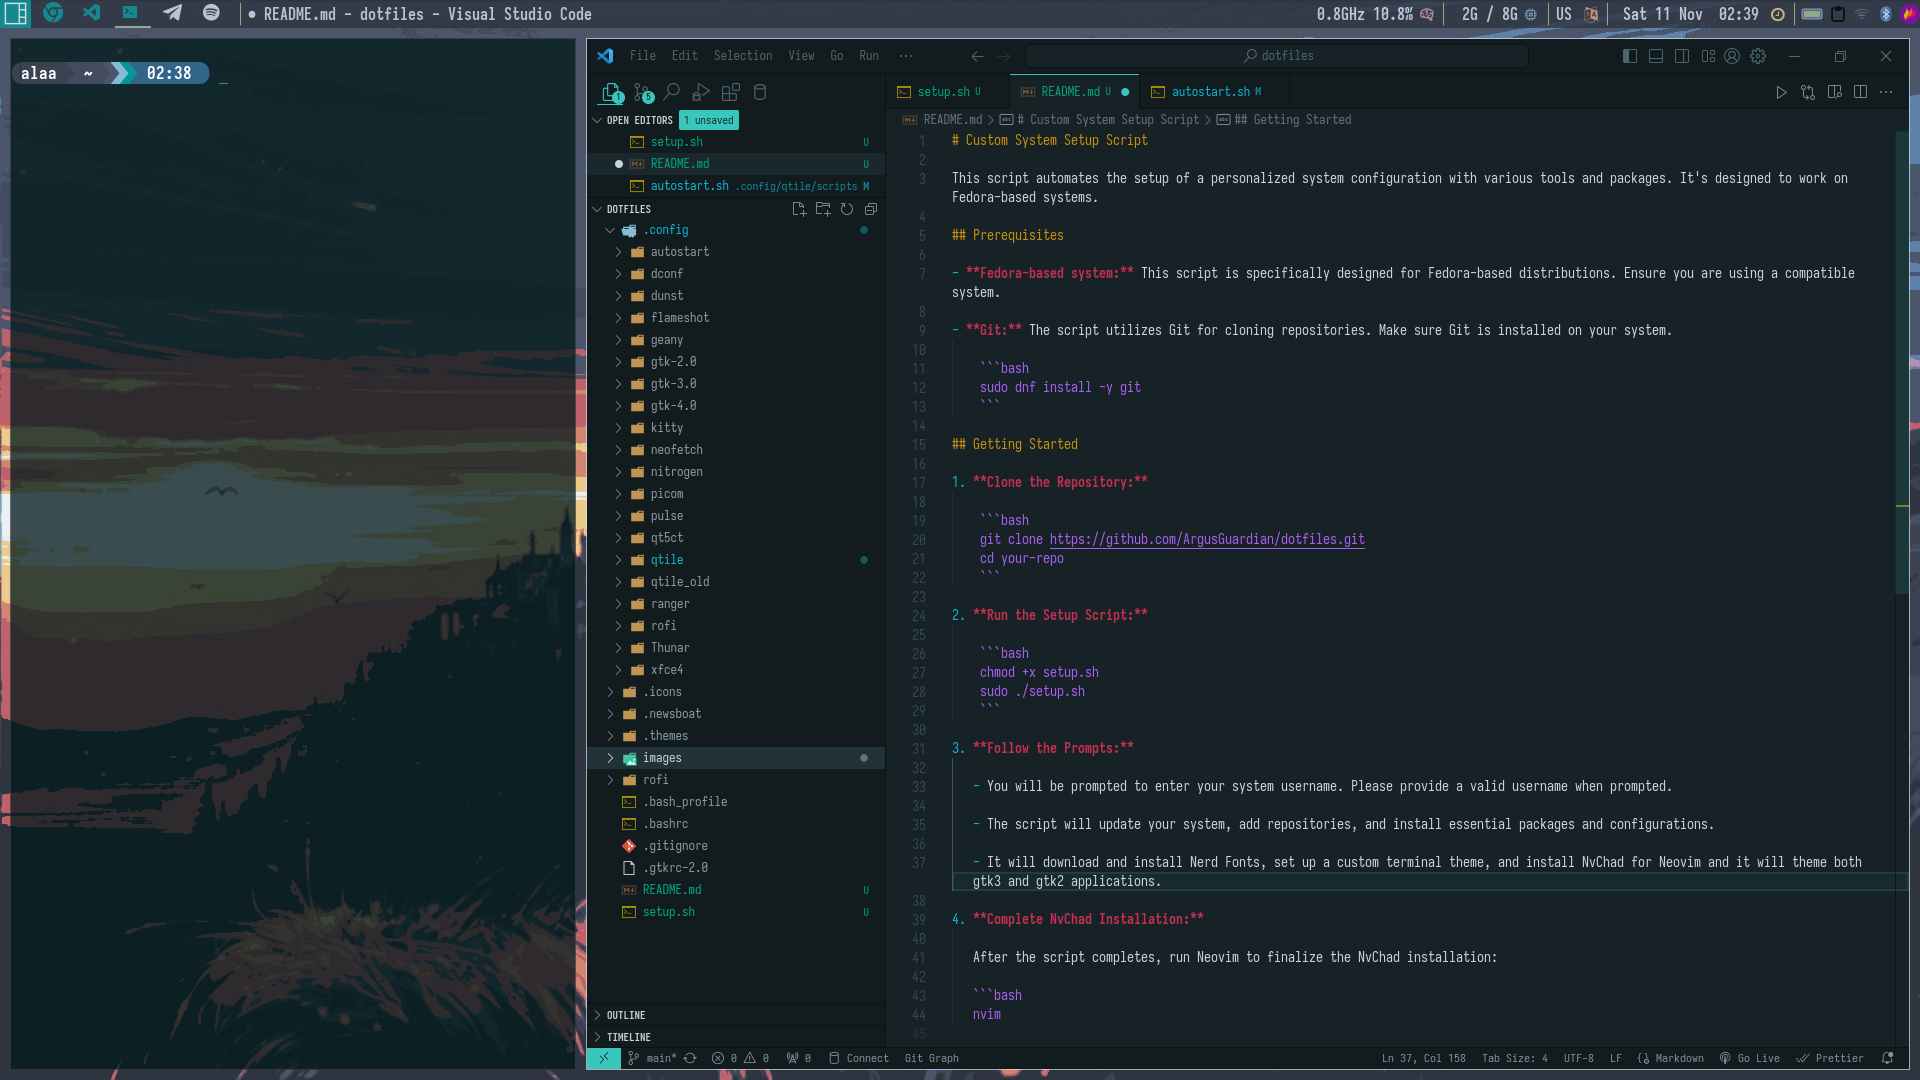 ● README.md - dotfiles - Visual Studio Code
0.8GHz 10.8%
2G / 8G
US
Sat 11 Nov 02:39
alaa ~ 02:38 _
File Edit Selection View Go Run ···
dotfiles
1
5
OPEN EDITORS 1 unsaved
setup.sh U
README.md U
autostart.sh .config/qtile/scripts M
DOTFILES
.config
autostart
dconf
dunst
flameshot
geany
gtk-2.0
gtk-3.0
gtk-4.0
kitty
neofetch
nitrogen
picom
pulse
qt5ct
qtile
qtile_old
ranger
rofi
Thunar
xfce4
.icons
.newsboat
.themes
images
rofi
.bash_profile
.bashrc
.gitignore
.gtkrc-2.0
README.md U
setup.sh U
OUTLINE
TIMELINE
setup.sh U
README.md U ●
autostart.sh M
README.md > # Custom System Setup Script > ## Getting Started
1 # Custom System Setup Script
2
3 This script automates the setup of a personalized system configuration with various tools and packages. It's designed to work on
Fedora-based systems.
4
5 ## Prerequisites
6
7 - **Fedora-based system:** This script is specifically designed for Fedora-based distributions. Ensure you are using a compatible
system.
8
9 - **Git:** The script utilizes Git for cloning repositories. Make sure Git is installed on your system.
10
11 ```bash
12 sudo dnf install -y git
13 ```
14
15 ## Getting Started
16
17 1. **Clone the Repository:**
18
19 ```bash
20 git clone https://github.com/ArgusGuardian/dotfiles.git
21 cd your-repo
22 ```
23
24 2. **Run the Setup Script:**
25
26 ```bash
27 chmod +x setup.sh
28 sudo ./setup.sh
29 ```
30
31 3. **Follow the Prompts:**
32
33 - You will be prompted to enter your system username. Please provide a valid username when prompted.
34
35 - The script will update your system, add repositories, and install essential packages and configurations.
36
37 - It will download and install Nerd Fonts, set up a custom terminal theme, and install NvChad for Neovim and it will theme both
gtk3 and gtk2 applications.
38
39 4. **Complete NvChad Installation:**
40
41 After the script completes, run Neovim to finalize the NvChad installation:
42
43 ```bash
44 nvim
45
main* 0 0 0 Connect Git Graph
Ln 37, Col 158 Tab Size: 4 UTF-8 LF Markdown Go Live Prettier